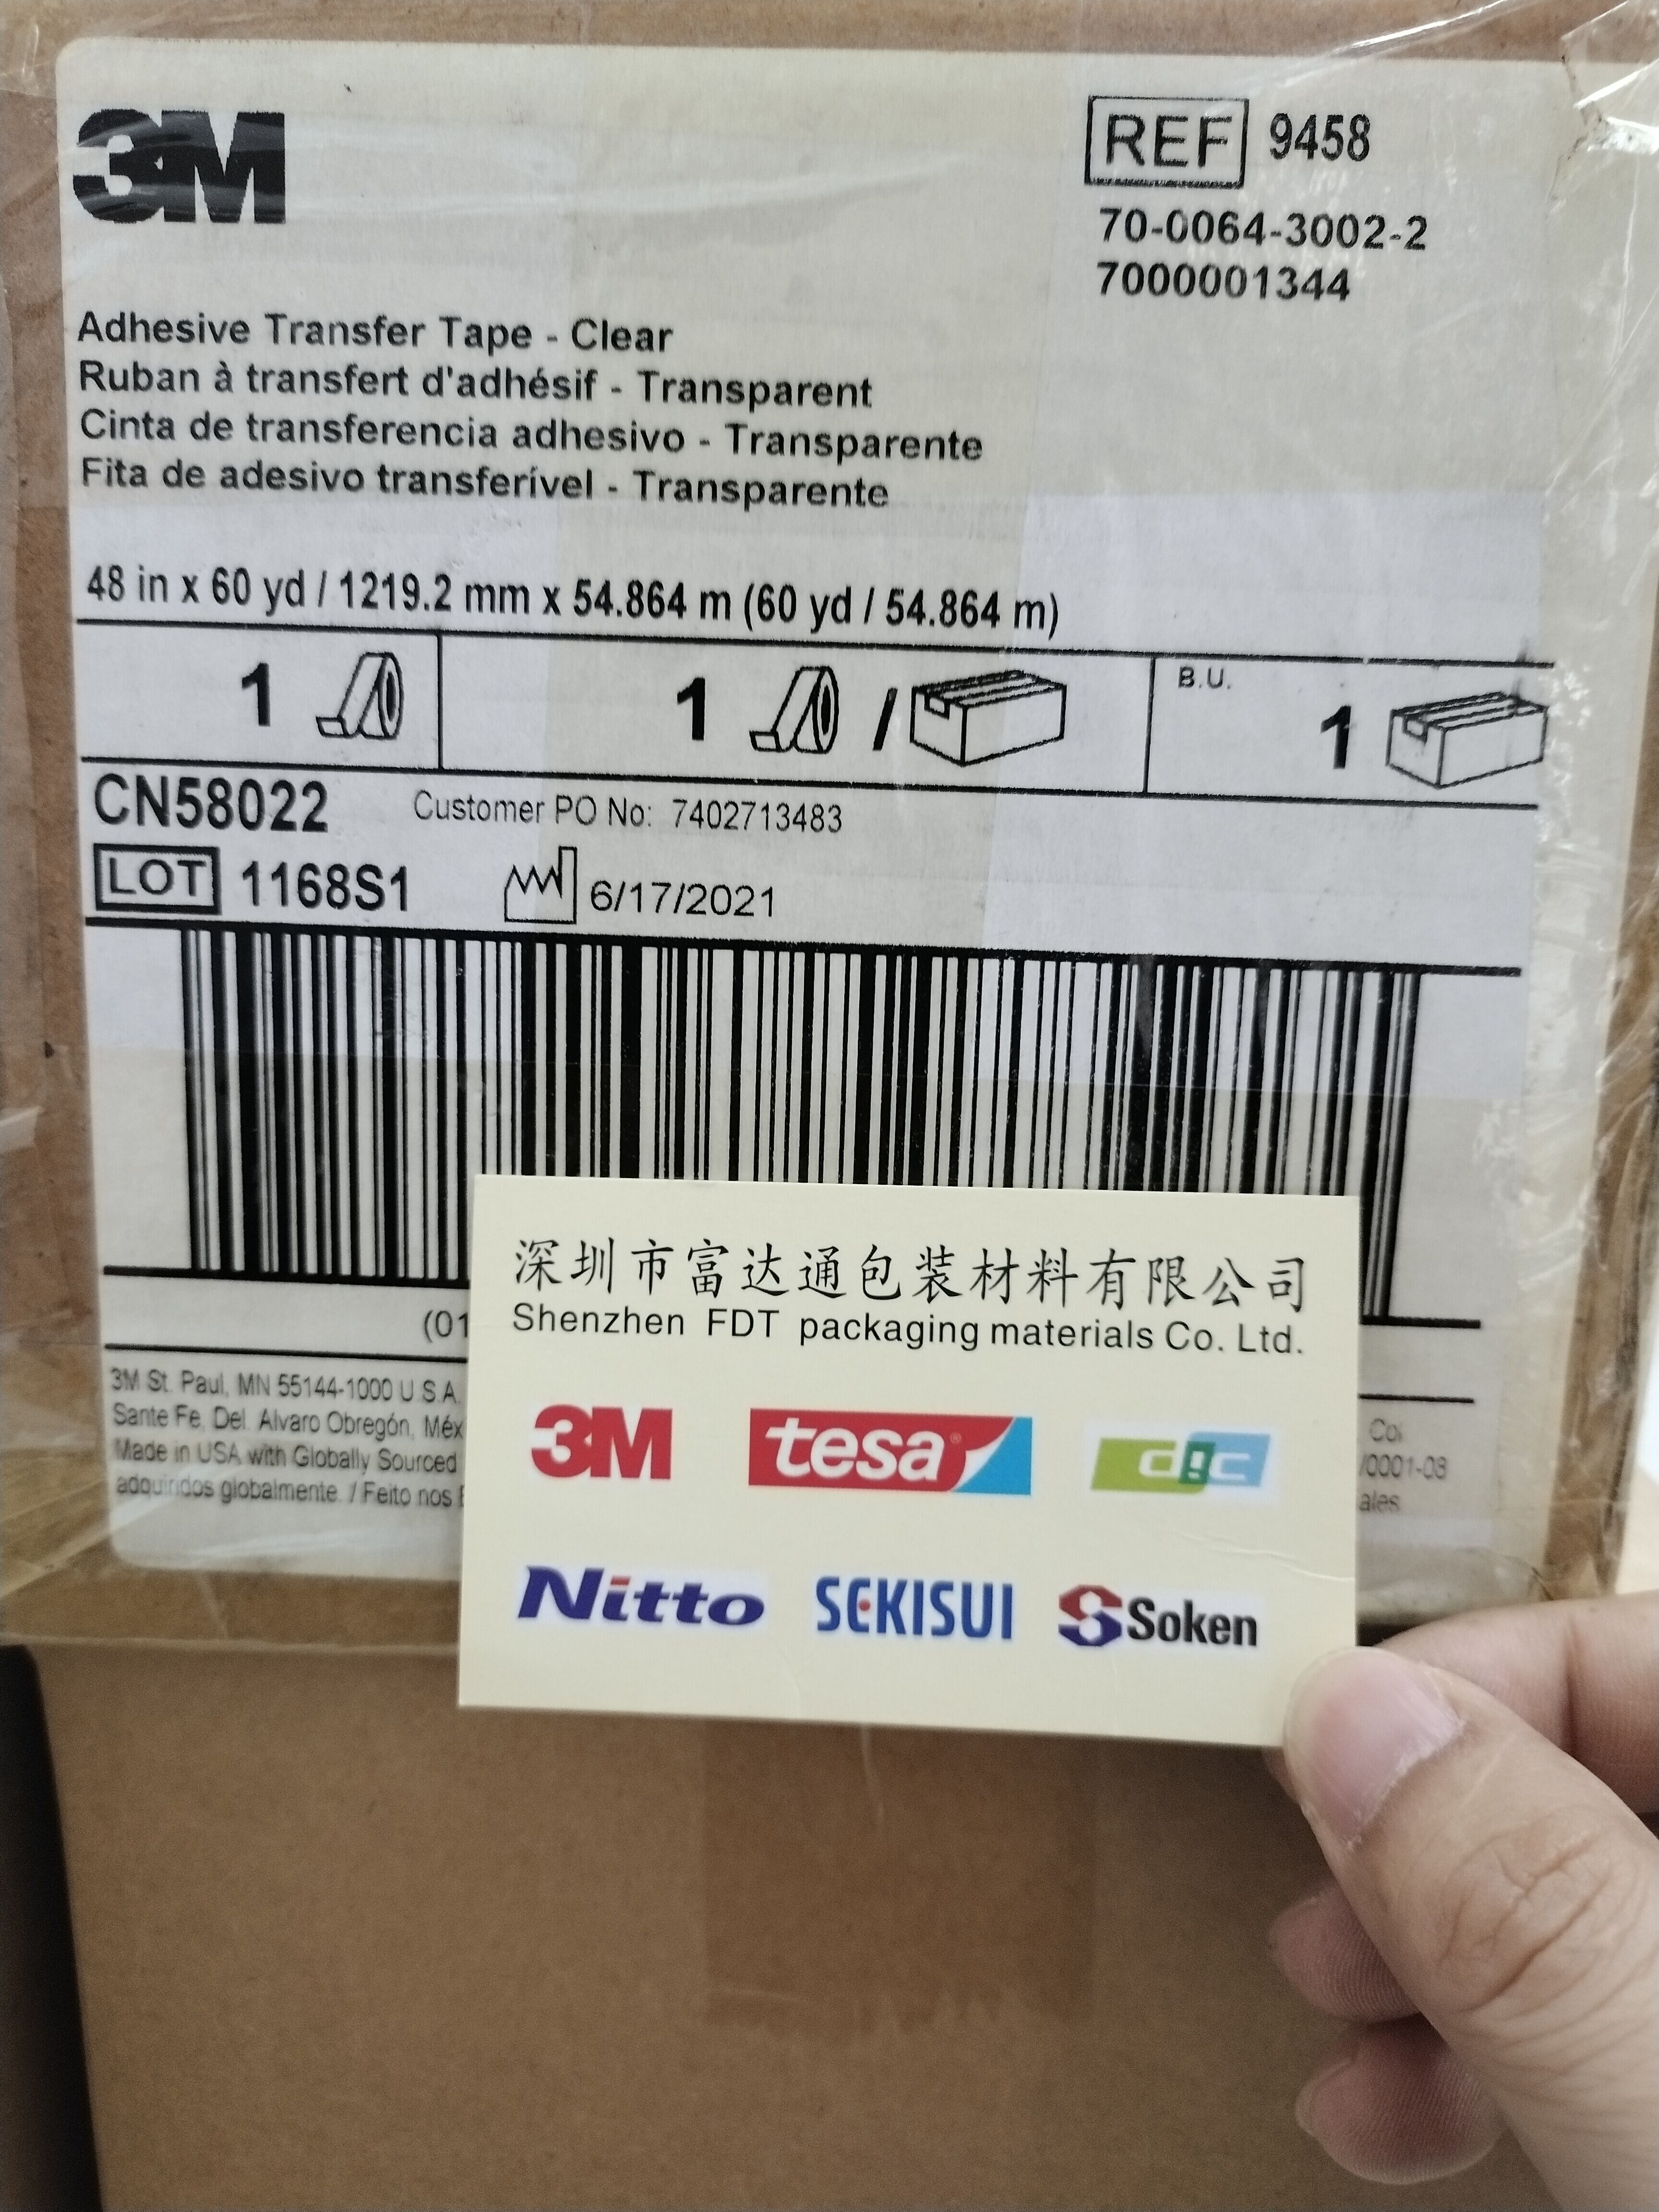 3M
REF 9458
70-0064-3002-2
7000001344
Adhesive Transfer Tape - Clear
Ruban à transfert d'adhésif - Transparent
Cinta de transferencia adhesivo - Transparente
Fita de adesivo transferível - Transparente
48 in x 60 yd / 1219.2 mm x 54.864 m (60 yd / 54.864 m)
1 1 / B.U. 1
CN58022 Customer PO No: 7402713483
LOT 1168S1 6/17/2021
(01
3M St. Paul, MN 55144-1000 U.S.A.
Sante Fe, Del. Alvaro Obregón, Méx
Made in USA with Globally Sourced /0001-08
adquiridos globalmente. / Feito nos ales
深圳市富达通包装材料有限公司
Shenzhen FDT packaging materials Co. Ltd.
3M tesa® dic
Nitto SEKISUI Soken